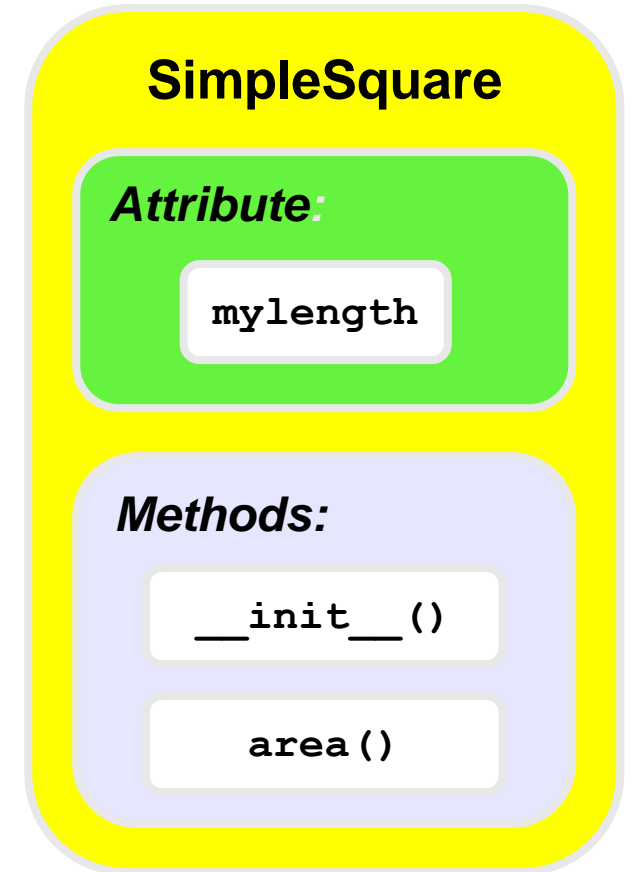 SimpleSquare
Attribute:
mylength
Methods:
__init__()
area()